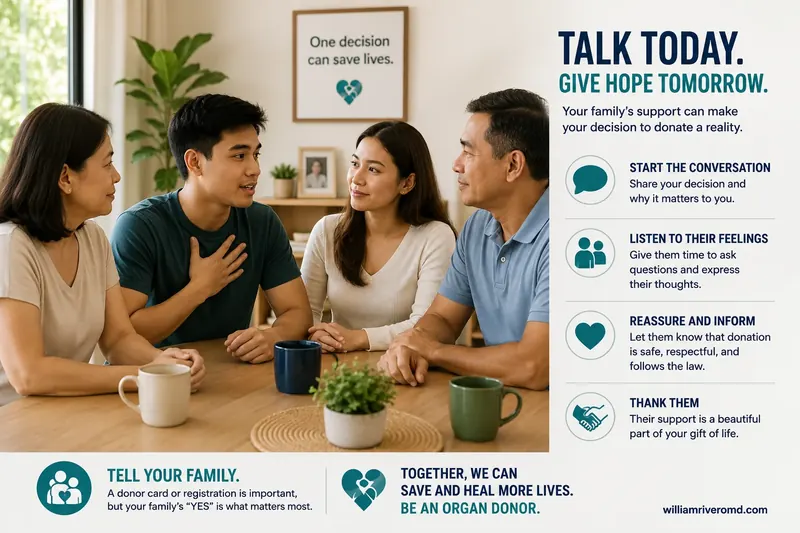 One decision
can save lives.
TALK TODAY.
GIVE HOPE TOMORROW.
Your family's support can make
your decision to donate a reality.
START THE CONVERSATION
Share your decision and
why it matters to you.
LISTEN TO THEIR FEELINGS
Give them time to ask
questions and express
their thoughts.
REASSURE AND INFORM
Let them know that donation
is safe, respectful, and
follows the law.
THANK THEM
Their support is a beautiful
part of your gift of life.
TELL YOUR FAMILY.
A donor card or registration is important,
but your family's "YES" is what matters most.
TOGETHER, WE CAN
SAVE AND HEAL MORE LIVES.
BE AN ORGAN DONOR.
williamriveromd.com